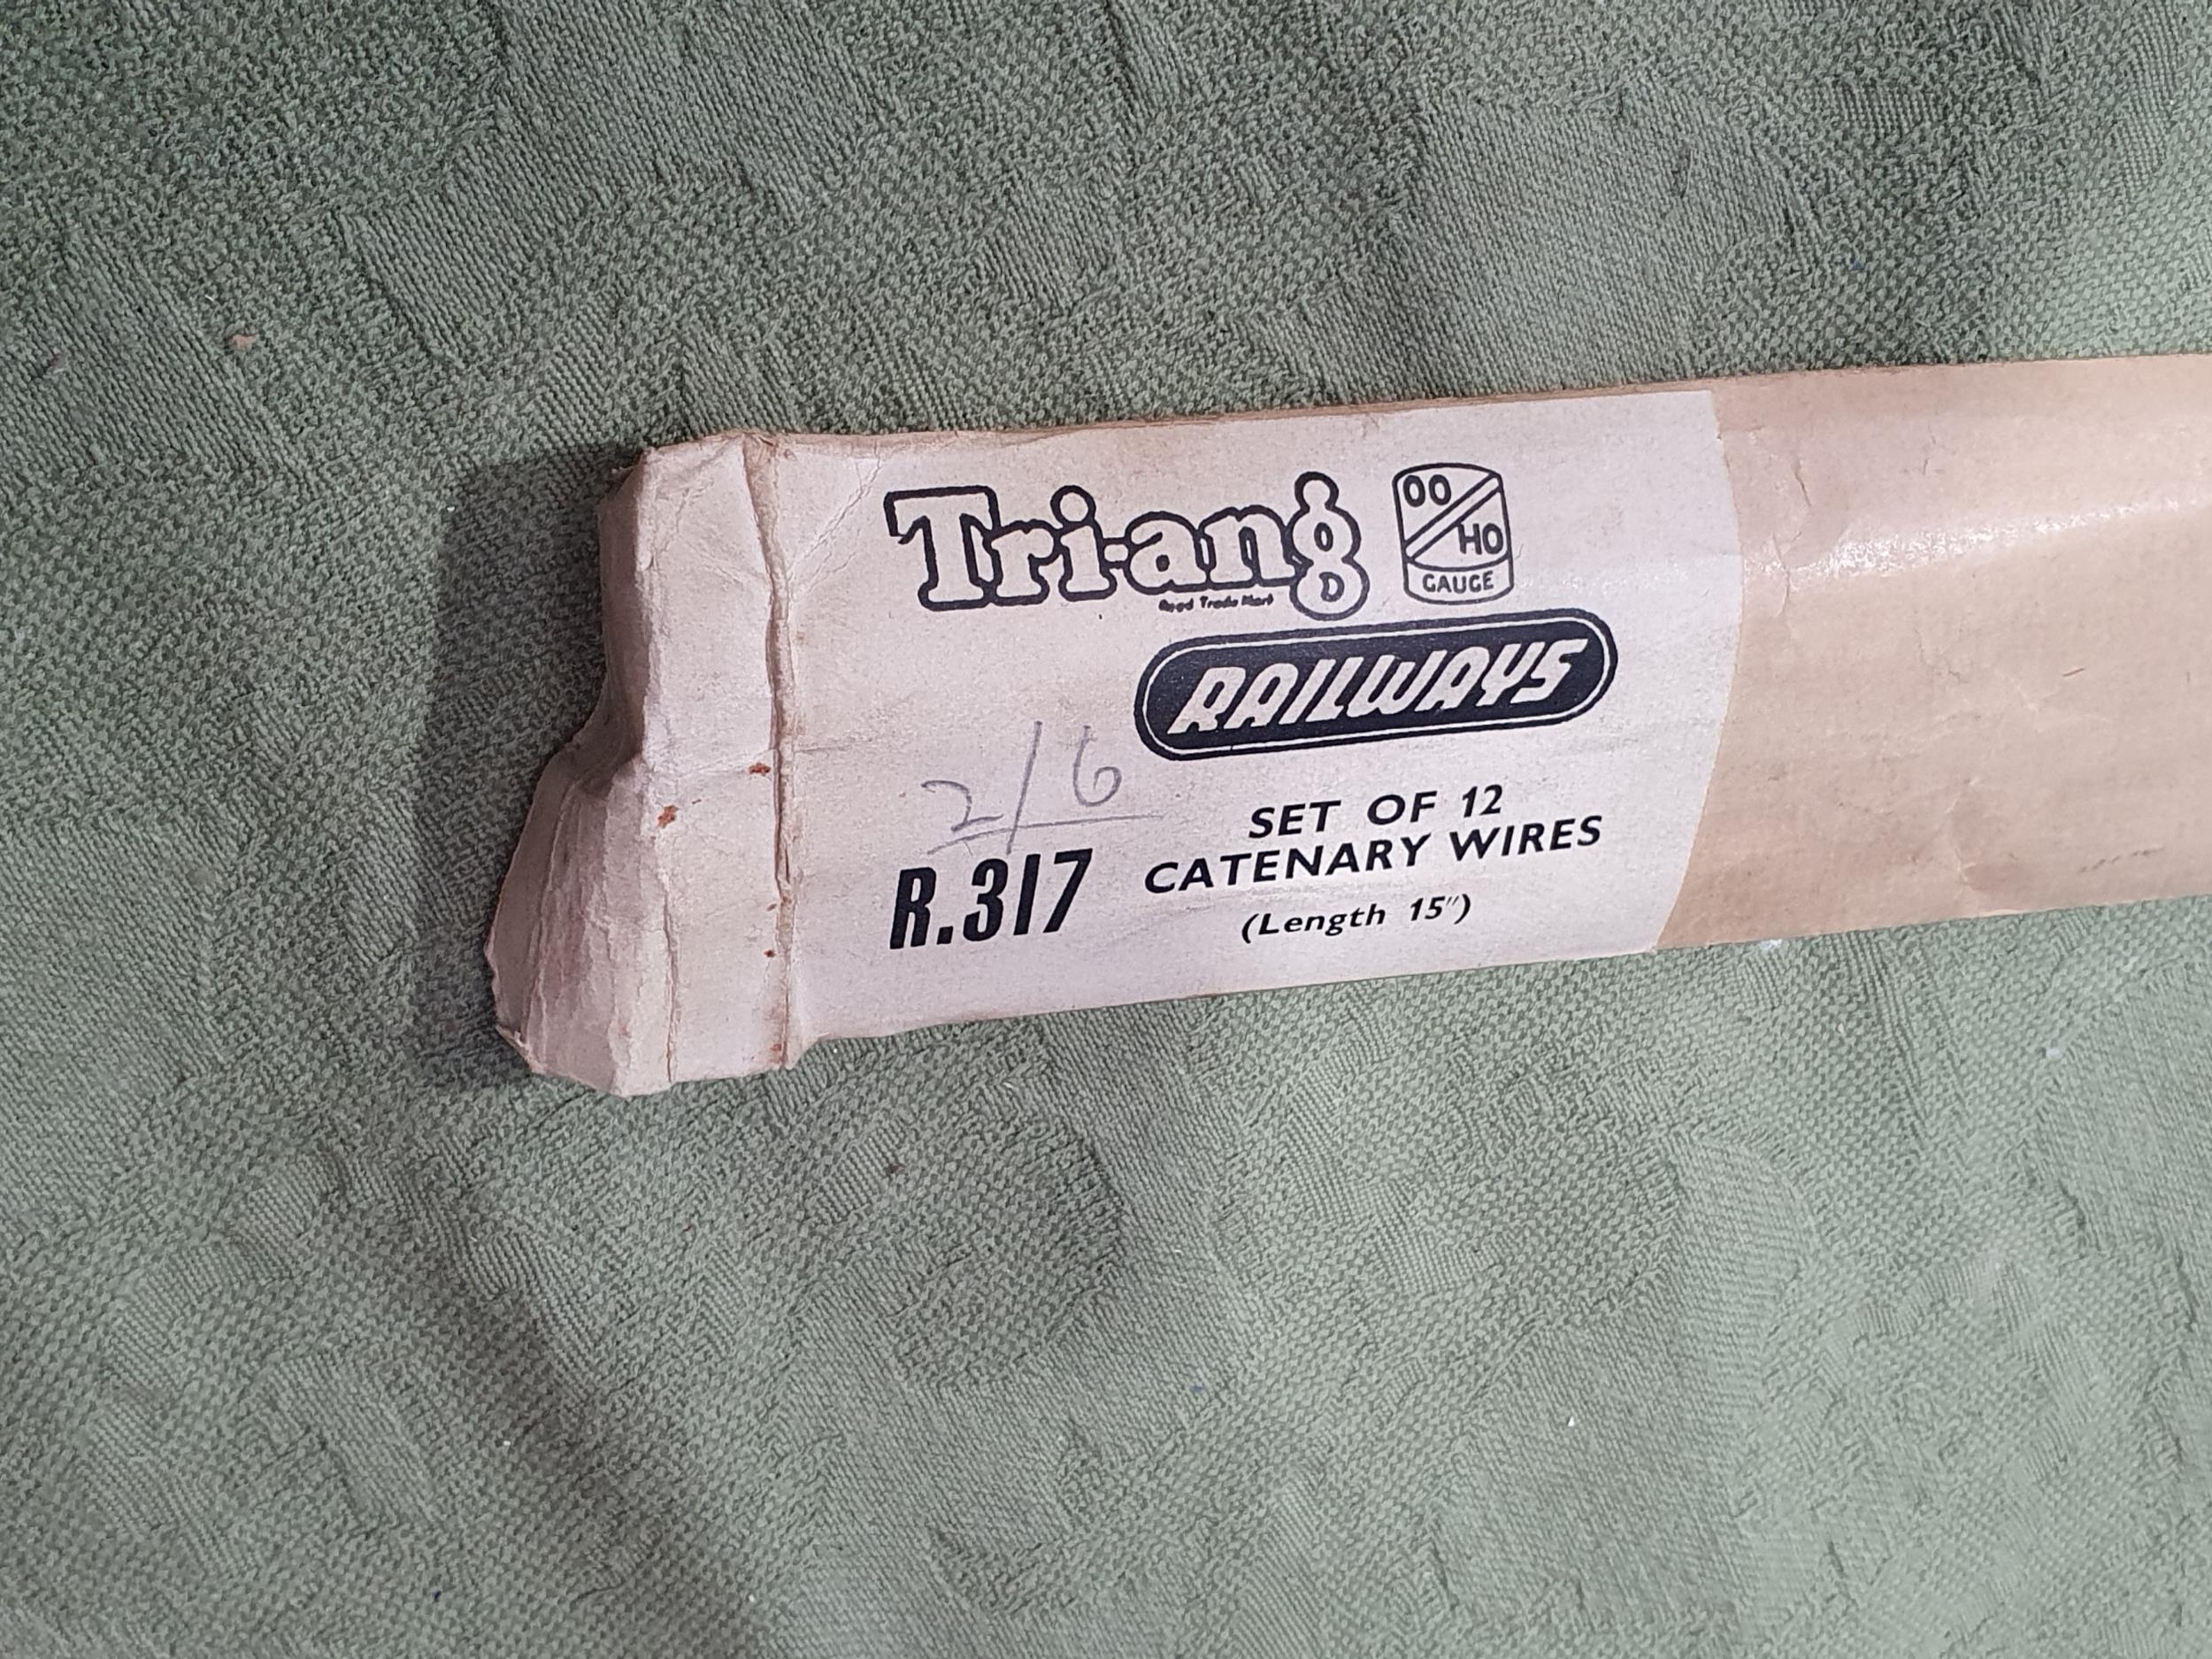 Tri-ang
Regd Trade Mark
OO/HO
GAUGE
RAILWAYS
2/6
R.317
SET OF 12
CATENARY WIRES
(Length 15")